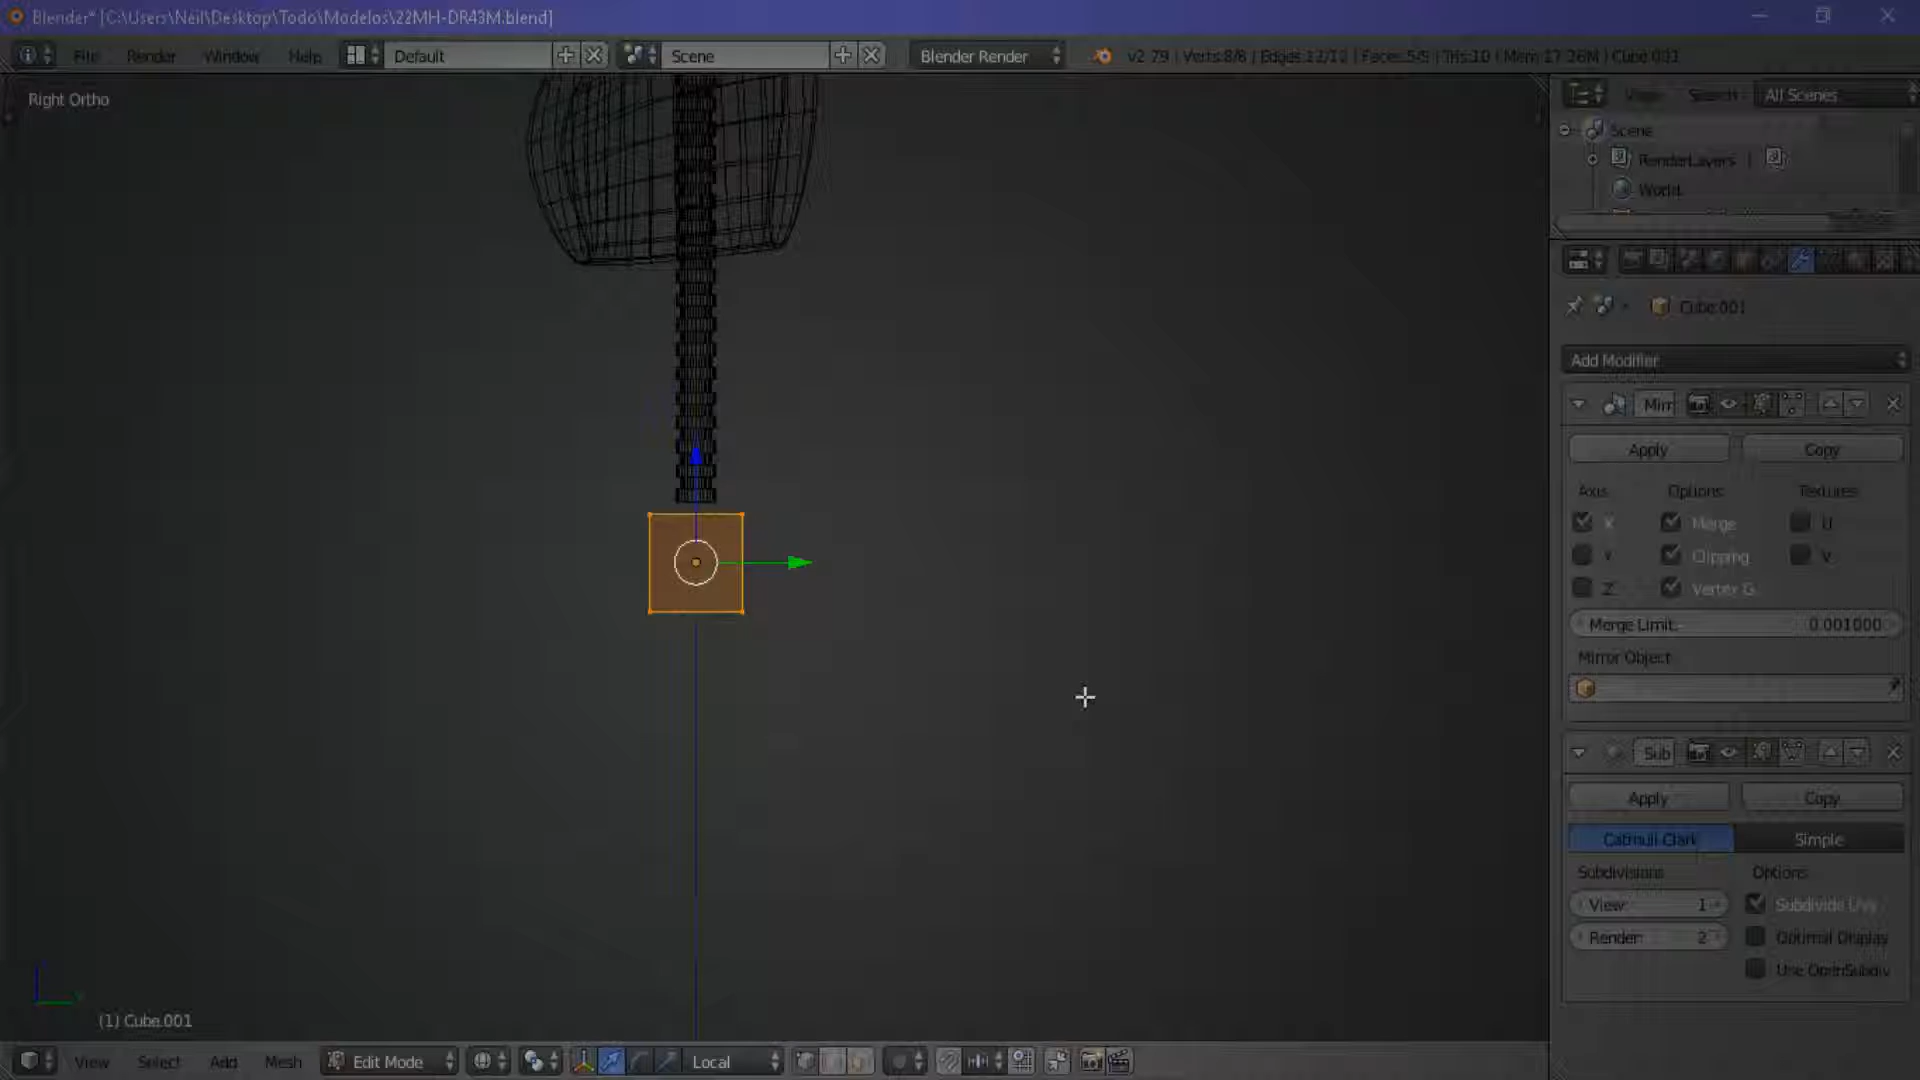 Blender* [C:\Users\Neil\Desktop\Todo\Modelos\22MH-DR43M.blend]
File Render Window Help Default Scene Blender Render v2.79 | Verts:8/8 | Edges:12/12 | Faces:5/5 | Tris:10 | Mem:17.26M | Cube.001
Right Ortho
View Search All Scenes
Scene
RenderLayers |
World
Cube.001
Add Modifier
Mirr
Apply Copy
Axis: Options: Textures:
X Merge U
Y Clipping V
Z Vertex G
Merge Limit: 0.001000
Mirror Object:
Sub
Apply Copy
Catmull-Clark Simple
Subdivisions: Options:
View: 1 Subdivide UVs
Render: 2 Optimal Display
Use OpenSubdiv
(1) Cube.001
View Select Add Mesh Edit Mode Local